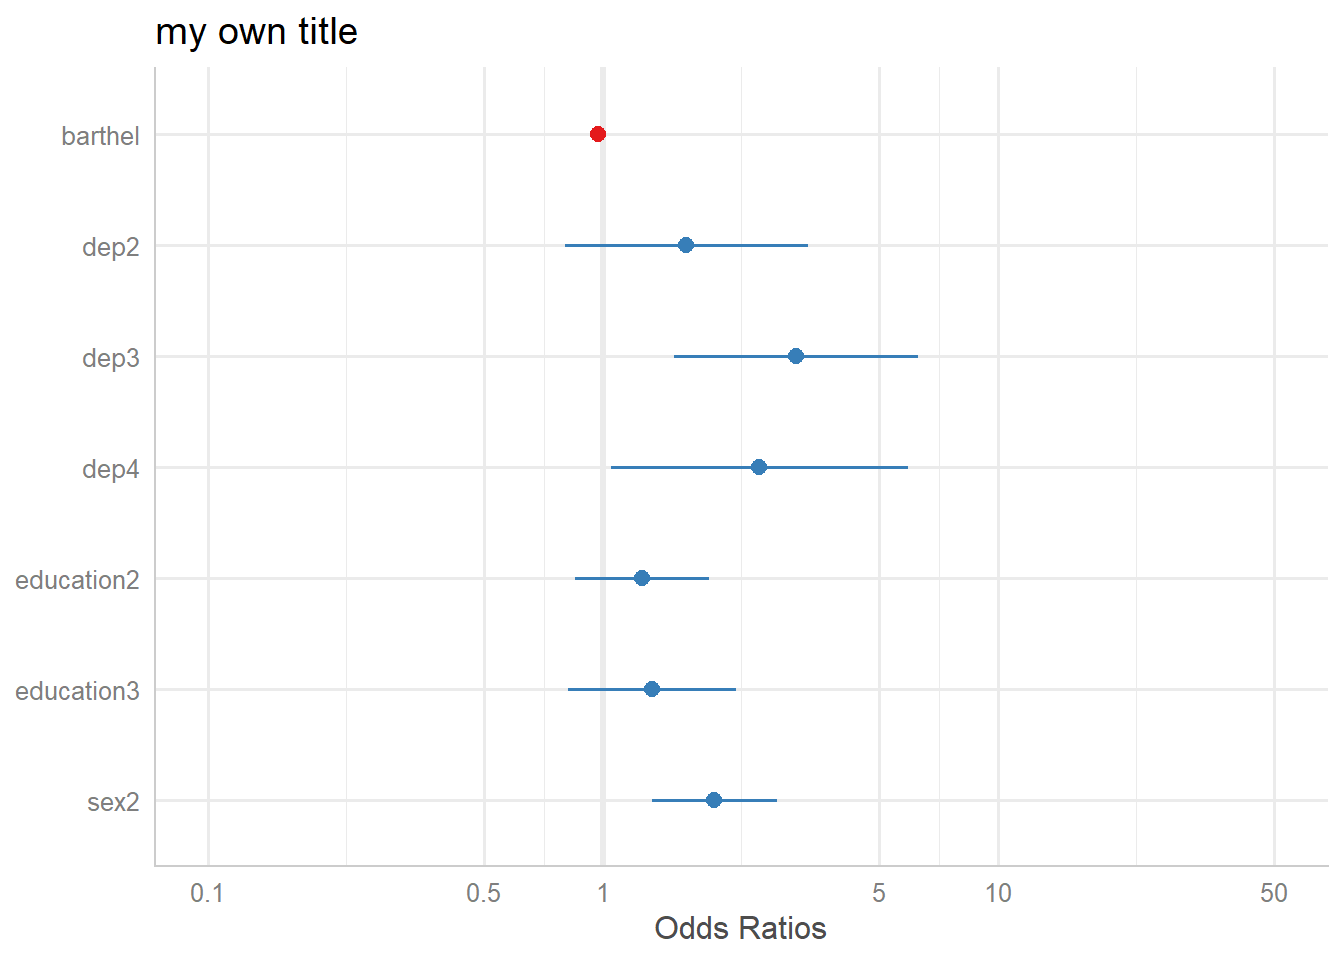 my own title
barthel
dep2
dep3
dep4
education2
education3
sex2
0.1 0.5 1 5 10 50
Odds Ratios